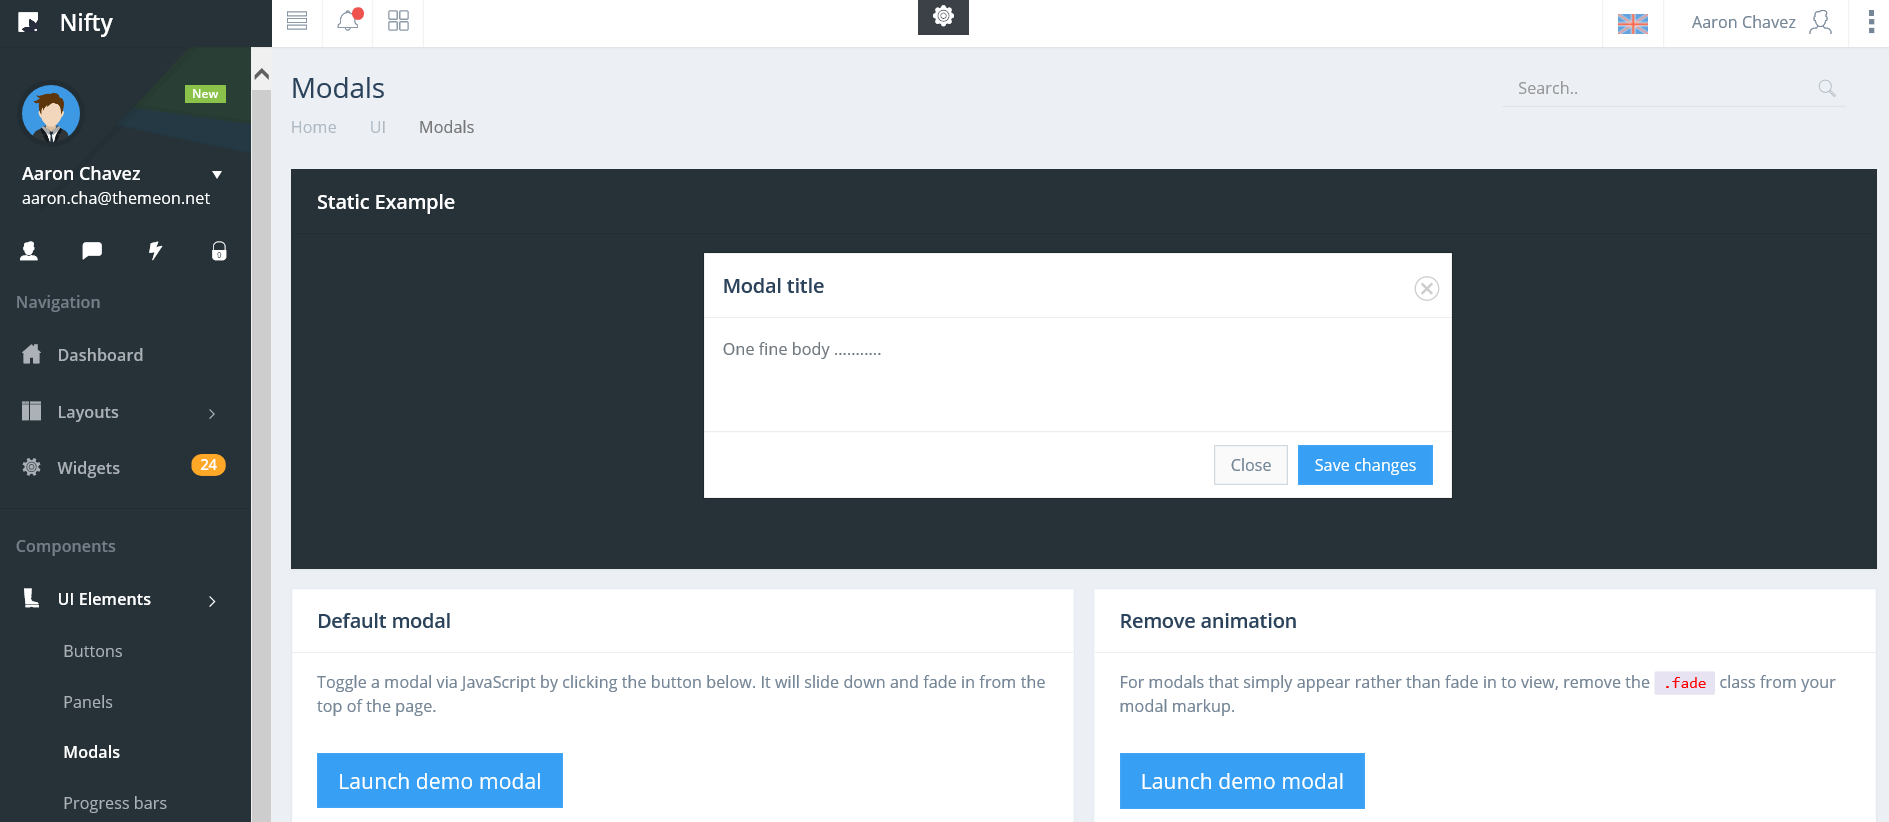 Nifty
Aaron Chavez
New
Aaron Chavez
aaron.cha@themeon.net
0
Navigation
Dashboard
Layouts
Widgets 24
Components
UI Elements
Buttons
Panels
Modals
Progress bars
Modals
Search..
Home UI Modals
Static Example
Modal title
One fine body ...........
Close Save changes
Default modal
Toggle a modal via JavaScript by clicking the button below. It will slide down and fade in from the
top of the page.
Launch demo modal
Remove animation
For modals that simply appear rather than fade in to view, remove the .fade class from your
modal markup.
Launch demo modal